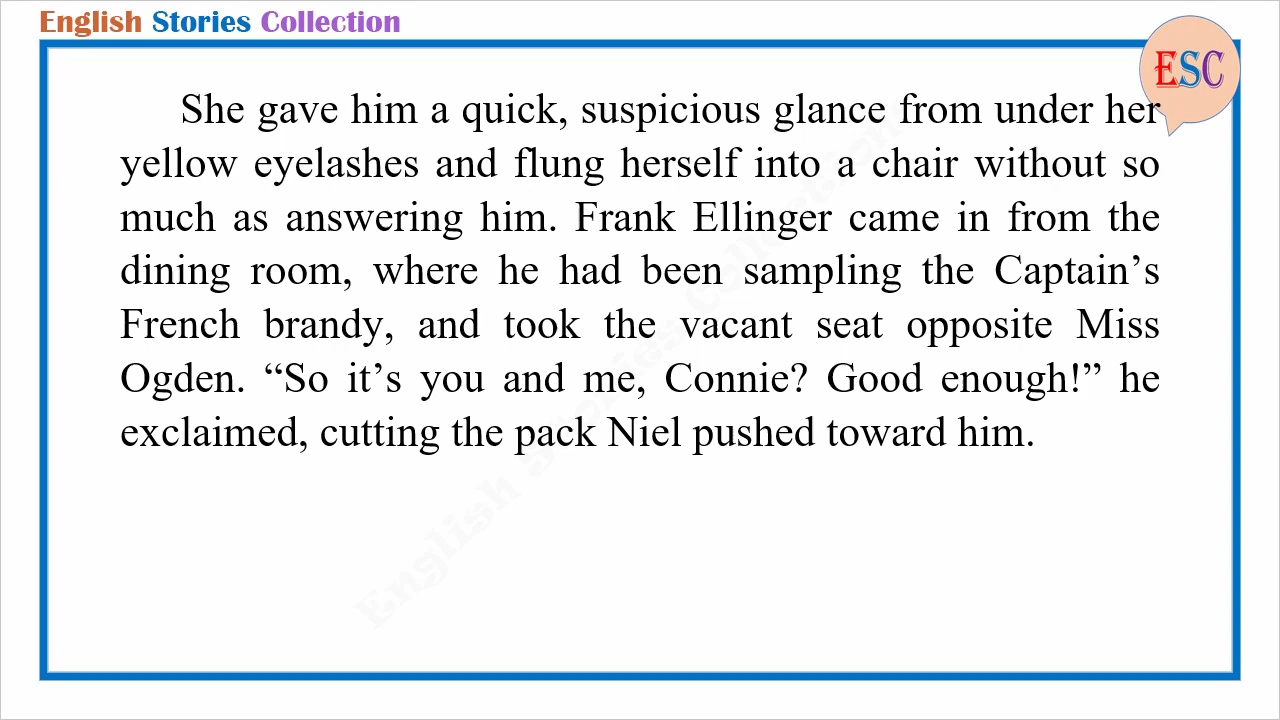 English Stories Collection
ESC
She gave him a quick, suspicious glance from under her
yellow eyelashes and flung herself into a chair without so
much as answering him. Frank Ellinger came in from the
dining room, where he had been sampling the Captain’s
French brandy, and took the vacant seat opposite Miss
Ogden. “So it’s you and me, Connie? Good enough!” he
exclaimed, cutting the pack Niel pushed toward him.
English Stories Collection